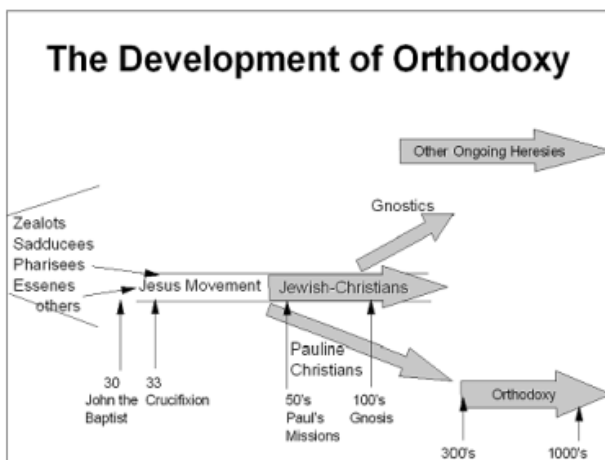 The Development of Orthodoxy
Other Ongoing Heresies
Gnostics
Zealots
Sadducees
Pharisees
Essenes
others
Jesus Movement
Jewish-Christians
Pauline
Christians
30
John the
Baptist
33
Crucifixion
50's
Paul's
Missions
100's
Gnosis
Orthodoxy
300's
1000's